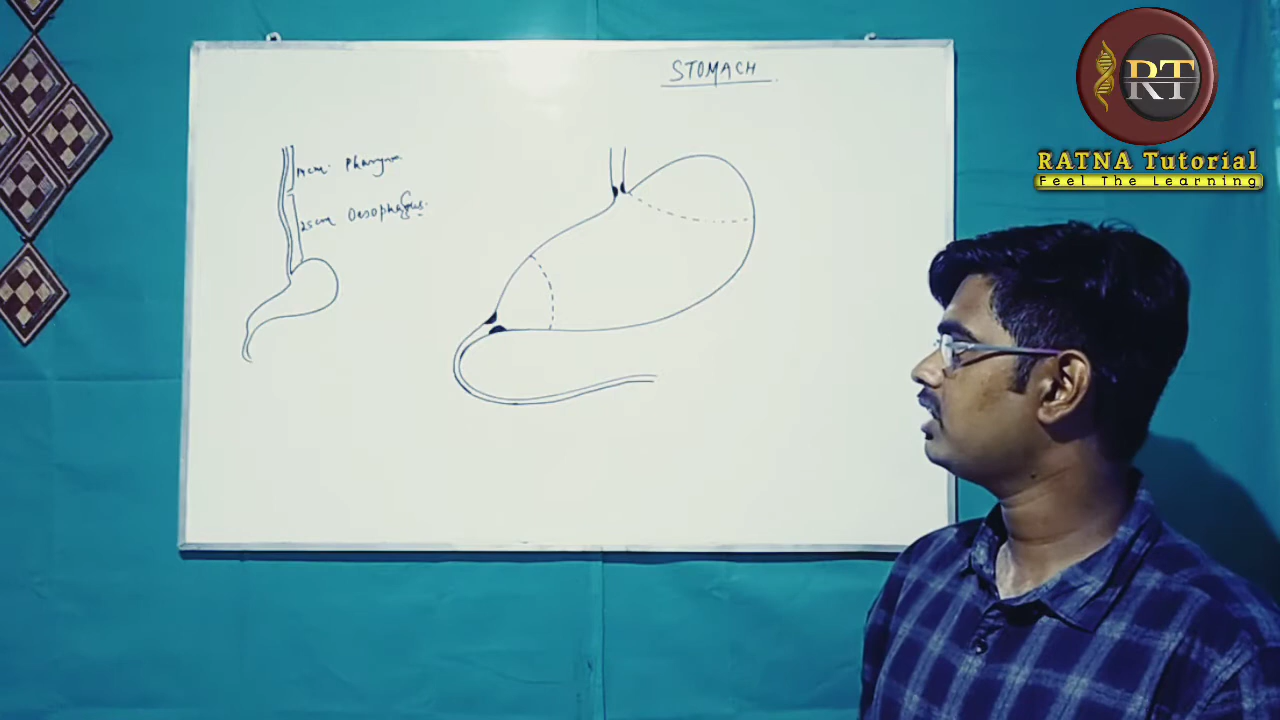 STOMACH
Pharynx
25cm Oesophagus.
RT
RATNA Tutorial
Feel The Learning